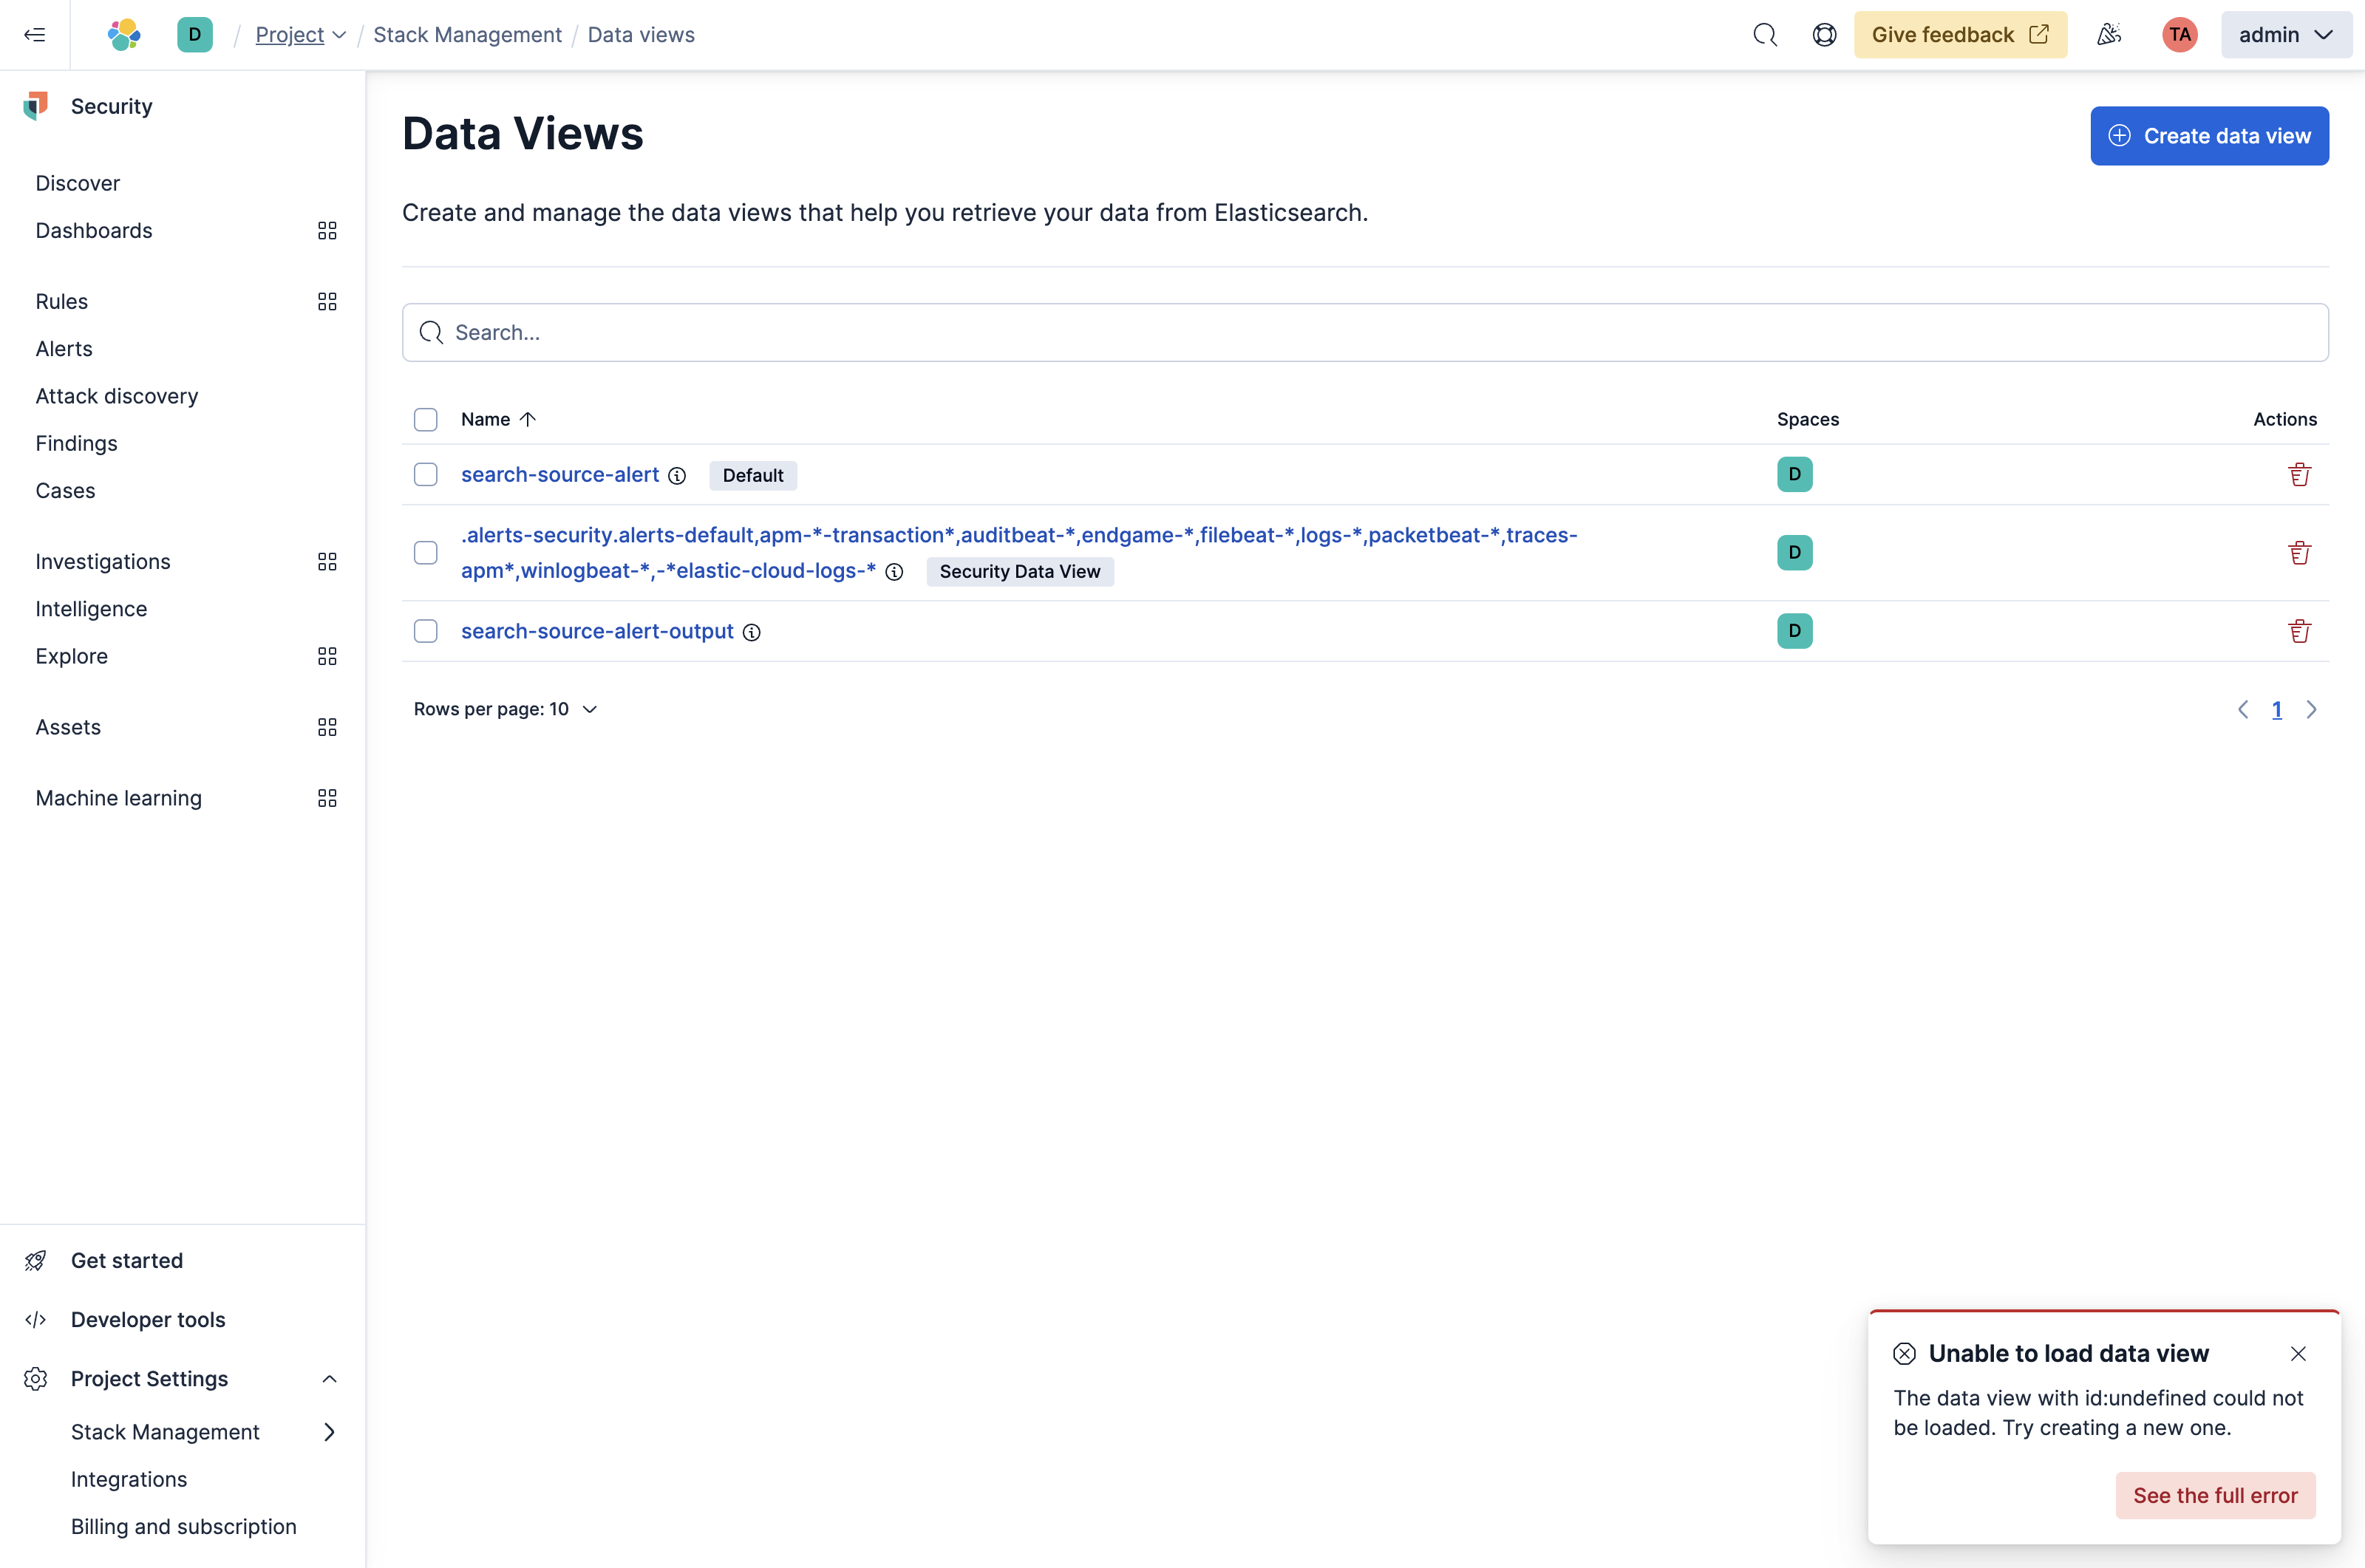 D / Project / Stack Management / Data views
Give feedback
TA
admin
Security
Discover
Dashboards
Rules
Alerts
Attack discovery
Findings
Cases
Investigations
Intelligence
Explore
Assets
Machine learning
Get started
Developer tools
Project Settings
Stack Management
Integrations
Billing and subscription
Data Views
Create data view
Create and manage the data views that help you retrieve your data from Elasticsearch.
Search...
Name Spaces Actions
search-source-alert Default D
.alerts-security.alerts-default,apm-*-transaction*,auditbeat-*,endgame-*,filebeat-*,logs-*,packetbeat-*,traces-
apm*,winlogbeat-*,-*elastic-cloud-logs-* Security Data View D
search-source-alert-output D
Rows per page: 10
1
Unable to load data view
The data view with id:undefined could not
be loaded. Try creating a new one.
See the full error